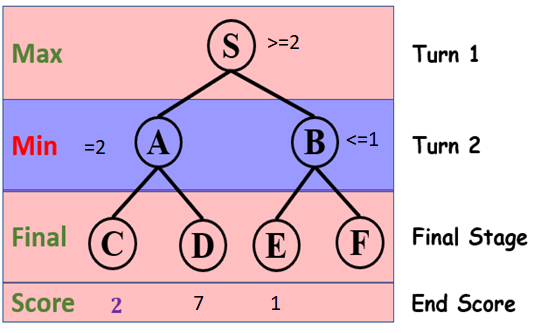 Max S >=2 Turn 1
Min =2 A B <=1 Turn 2
Final C D E F Final Stage
Score 2 7 1 End Score